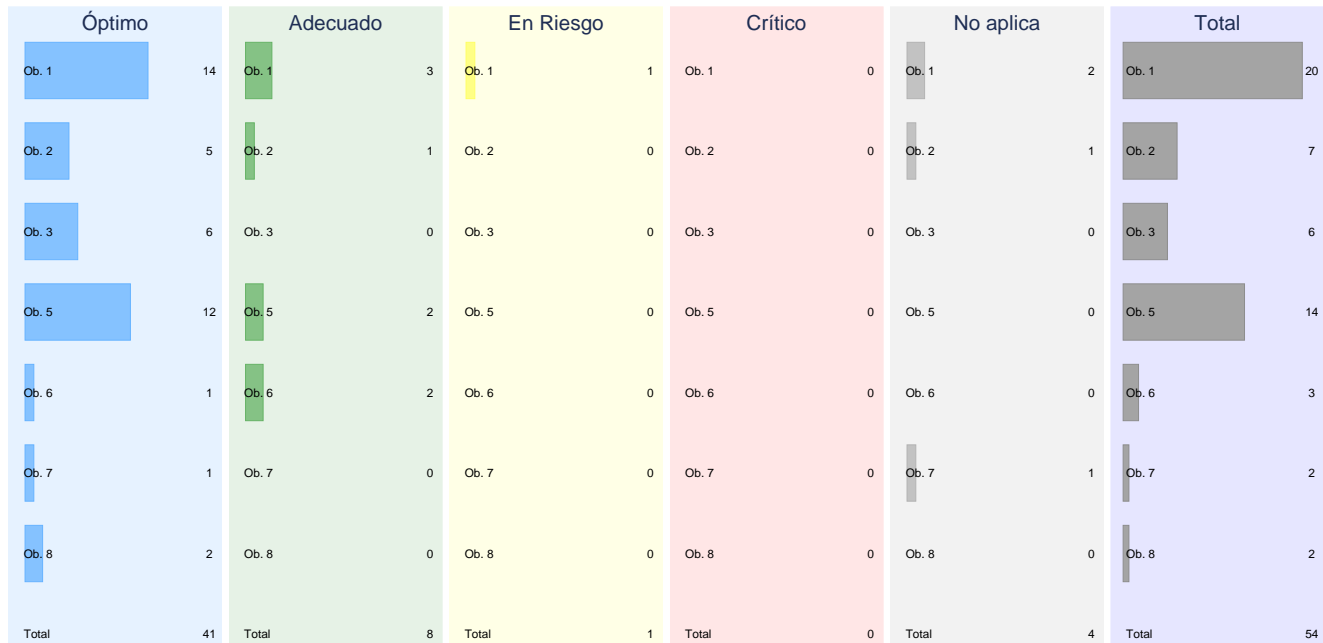 Óptimo Adecuado En Riesgo Crítico No aplica Total
Ob. 1 14 Ob. 1 3 Ob. 1 1 Ob. 1 0 Ob. 1 2 Ob. 1 20
Ob. 2 5 Ob. 2 1 Ob. 2 0 Ob. 2 0 Ob. 2 1 Ob. 2 7
Ob. 3 6 Ob. 3 0 Ob. 3 0 Ob. 3 0 Ob. 3 0 Ob. 3 6
Ob. 5 12 Ob. 5 2 Ob. 5 0 Ob. 5 0 Ob. 5 0 Ob. 5 14
Ob. 6 1 Ob. 6 2 Ob. 6 0 Ob. 6 0 Ob. 6 0 Ob. 6 3
Ob. 7 1 Ob. 7 0 Ob. 7 0 Ob. 7 0 Ob. 7 1 Ob. 7 2
Ob. 8 2 Ob. 8 0 Ob. 8 0 Ob. 8 0 Ob. 8 0 Ob. 8 2
Total 41 Total 8 Total 1 Total 0 Total 4 Total 54